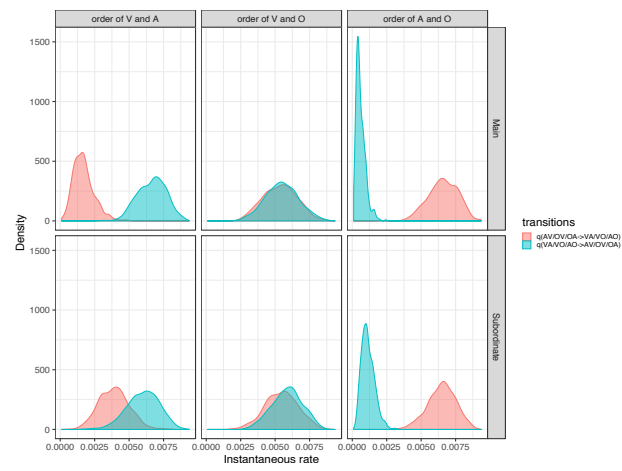 order of V and A
order of V and O
order of A and O
1500
1000
500
0
Main
1500
1000
500
0
Subordinate
Density
0.0000 0.0025 0.0050 0.0075
0.0000 0.0025 0.0050 0.0075
0.0000 0.0025 0.0050 0.0075
Instantaneous rate
transitions
q(AV/OV/OA->VA/VO/AO)
q(VA/VO/AO->AV/OV/OA)